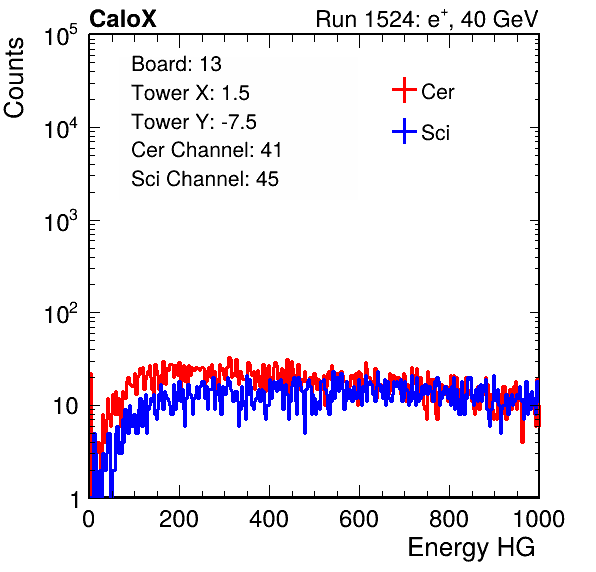 CaloX
Run 1524: e⁺, 40 GeV
Counts
10⁵
10⁴
10³
10²
10
1
Board: 13
Tower X: 1.5
Tower Y: -7.5
Cer Channel: 41
Sci Channel: 45
Cer
Sci
0 200 400 600 800 1000
Energy HG